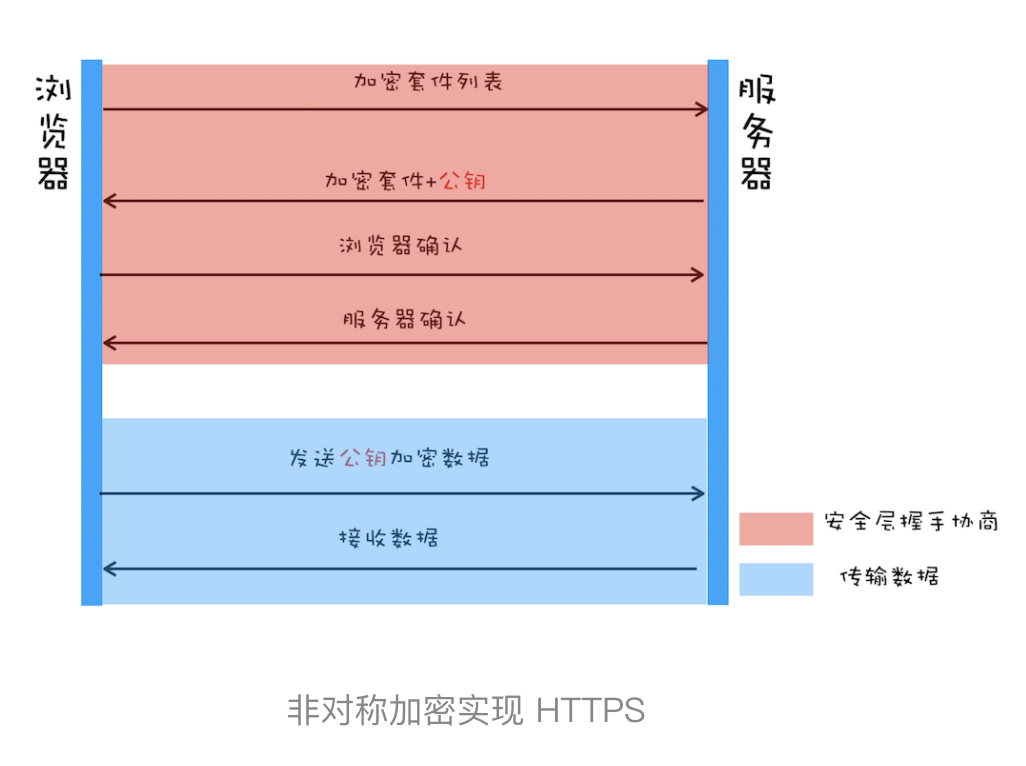 浏览器
服务器
加密套件列表
加密套件+公钥
浏览器确认
服务器确认
发送公钥加密数据
接收数据
安全层握手协商
传输数据
非对称加密实现 HTTPS